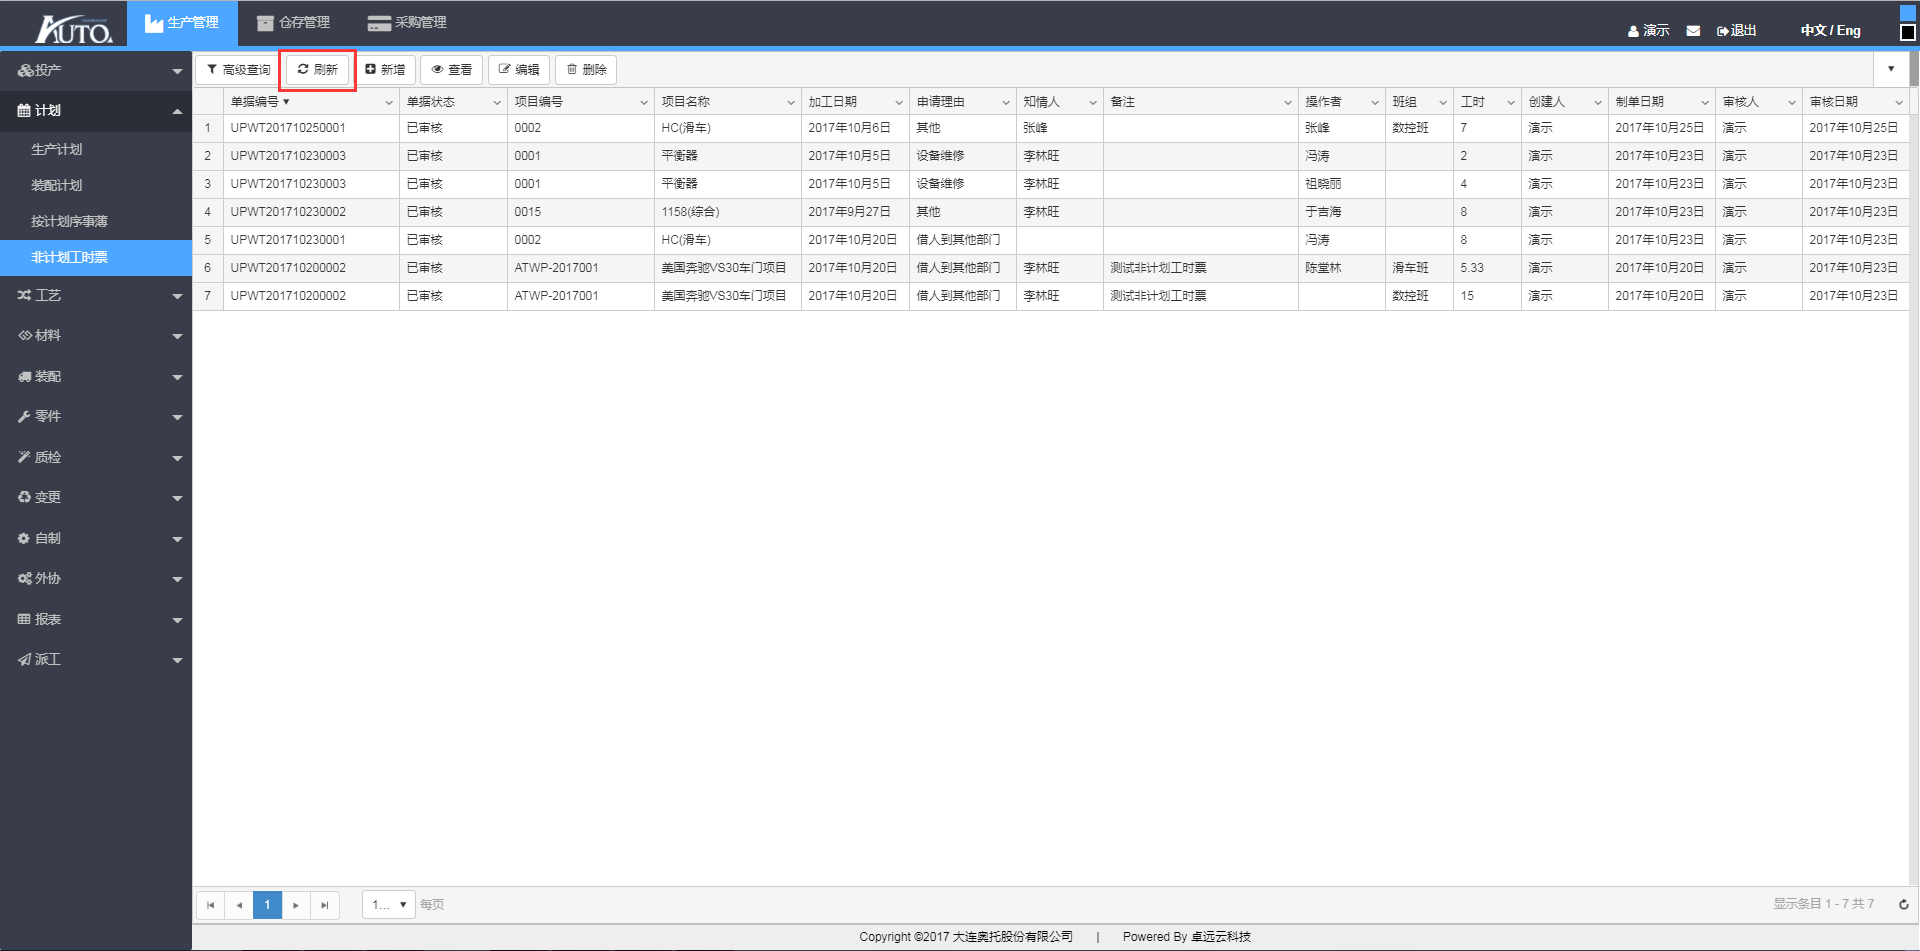 AUTO. 生产管理 仓存管理 采购管理 演示 退出 中文 / Eng
投产
计划
生产计划
装配计划
按计划序事薄
非计划工时票
工艺
材料
装配
零件
质检
变更
自制
外协
报表
派工
高级查询 刷新 新增 查看 编辑 删除
单据编号 单据状态 项目编号 项目名称 加工日期 申请理由 知情人 备注 操作者 班组 工时 创建人 制单日期 审核人 审核日期
1 UPWT201710250001 已审核 0002 HC(滑车) 2017年10月6日 其他 张峰 张峰 数控班 7 演示 2017年10月25日 演示 2017年10月25日
2 UPWT201710230003 已审核 0001 平衡器 2017年10月5日 设备维修 李林旺 冯涛 2 演示 2017年10月23日 演示 2017年10月23日
3 UPWT201710230003 已审核 0001 平衡器 2017年10月5日 设备维修 李林旺 祖晓丽 4 演示 2017年10月23日 演示 2017年10月23日
4 UPWT201710230002 已审核 0015 1158(综合) 2017年9月27日 其他 李林旺 于吉海 8 演示 2017年10月23日 演示 2017年10月23日
5 UPWT201710230001 已审核 0002 HC(滑车) 2017年10月20日 借人到其他部门 冯涛 8 演示 2017年10月23日 演示 2017年10月23日
6 UPWT201710200002 已审核 ATWP-2017001 美国奔驰VS30车门项目 2017年10月20日 借人到其他部门 李林旺 测试非计划工时票 陈堂林 滑车班 5.33 演示 2017年10月20日 演示 2017年10月23日
7 UPWT201710200002 已审核 ATWP-2017001 美国奔驰VS30车门项目 2017年10月20日 借人到其他部门 李林旺 测试非计划工时票 数控班 15 演示 2017年10月20日 演示 2017年10月23日
1 1... 每页 显示条目 1 - 7 共 7
Copyright ©2017 大连奥托股份有限公司 | Powered By 卓远云科技